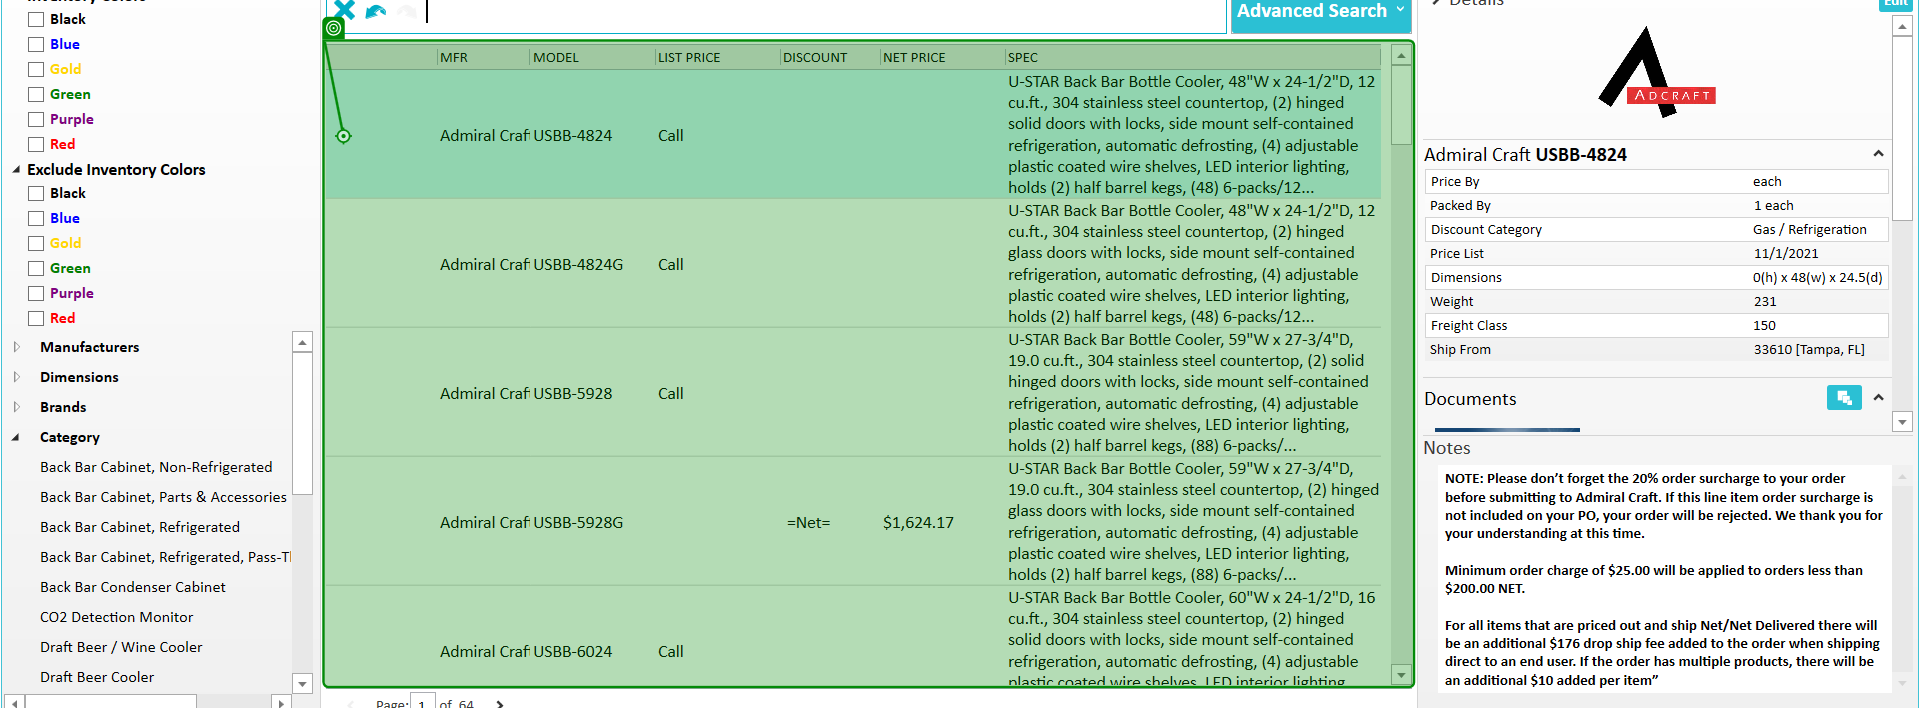 Inventory Colors
Black
Blue
Gold
Green
Purple
Red
Exclude Inventory Colors
Black
Blue
Gold
Green
Purple
Red
Manufacturers
Dimensions
Brands
Category
Back Bar Cabinet, Non-Refrigerated
Back Bar Cabinet, Parts & Accessories
Back Bar Cabinet, Refrigerated
Back Bar Cabinet, Refrigerated, Pass-Tl
Back Bar Condenser Cabinet
CO2 Detection Monitor
Draft Beer / Wine Cooler
Draft Beer Cooler
Advanced Search
MFR MODEL LIST PRICE DISCOUNT NET PRICE SPEC
Admiral Craf USBB-4824 Call
U-STAR Back Bar Bottle Cooler, 48"W x 24-1/2"D, 12
cu.ft., 304 stainless steel countertop, (2) hinged
solid doors with locks, side mount self-contained
refrigeration, automatic defrosting, (4) adjustable
plastic coated wire shelves, LED interior lighting,
holds (2) half barrel kegs, (48) 6-packs/12...
Admiral Craf USBB-4824G Call
U-STAR Back Bar Bottle Cooler, 48"W x 24-1/2"D, 12
cu.ft., 304 stainless steel countertop, (2) hinged
glass doors with locks, side mount self-contained
refrigeration, automatic defrosting, (4) adjustable
plastic coated wire shelves, LED interior lighting,
holds (2) half barrel kegs, (48) 6-packs/12...
Admiral Craf USBB-5928 Call
U-STAR Back Bar Bottle Cooler, 59"W x 27-3/4"D,
19.0 cu.ft., 304 stainless steel countertop, (2) solid
hinged doors with locks, side mount self-contained
refrigeration, automatic defrosting, (4) adjustable
plastic coated wire shelves, LED interior lighting,
holds (2) half barrel kegs, (88) 6-packs/...
Admiral Craf USBB-5928G =Net= $1,624.17
U-STAR Back Bar Bottle Cooler, 59"W x 27-3/4"D,
19.0 cu.ft., 304 stainless steel countertop, (2) hinged
glass doors with locks, side mount self-contained
refrigeration, automatic defrosting, (4) adjustable
plastic coated wire shelves, LED interior lighting,
holds (2) half barrel kegs, (88) 6-packs/...
Admiral Craf USBB-6024 Call
U-STAR Back Bar Bottle Cooler, 60"W x 24-1/2"D, 16
cu.ft., 304 stainless steel countertop, (2) hinged
solid doors with locks, side mount self-contained
refrigeration, automatic defrosting, (4) adjustable
plastic coated wire shelves, LED interior lighting,
Page: 1 of 64
Details
Edit
ADCRAFT
Admiral Craft USBB-4824
Price By each
Packed By 1 each
Discount Category Gas / Refrigeration
Price List 11/1/2021
Dimensions 0(h) x 48(w) x 24.5(d)
Weight 231
Freight Class 150
Ship From 33610 [Tampa, FL]
Documents
Notes
NOTE: Please don’t forget the 20% order surcharge to your order
before submitting to Admiral Craft. If this line item order surcharge is
not included on your PO, your order will be rejected. We thank you for
your understanding at this time.
Minimum order charge of $25.00 will be applied to orders less than
$200.00 NET.
For all items that are priced out and ship Net/Net Delivered there will
be an additional $176 drop ship fee added to the order when shipping
direct to an end user. If the order has multiple products, there will be
an additional $10 added per item”